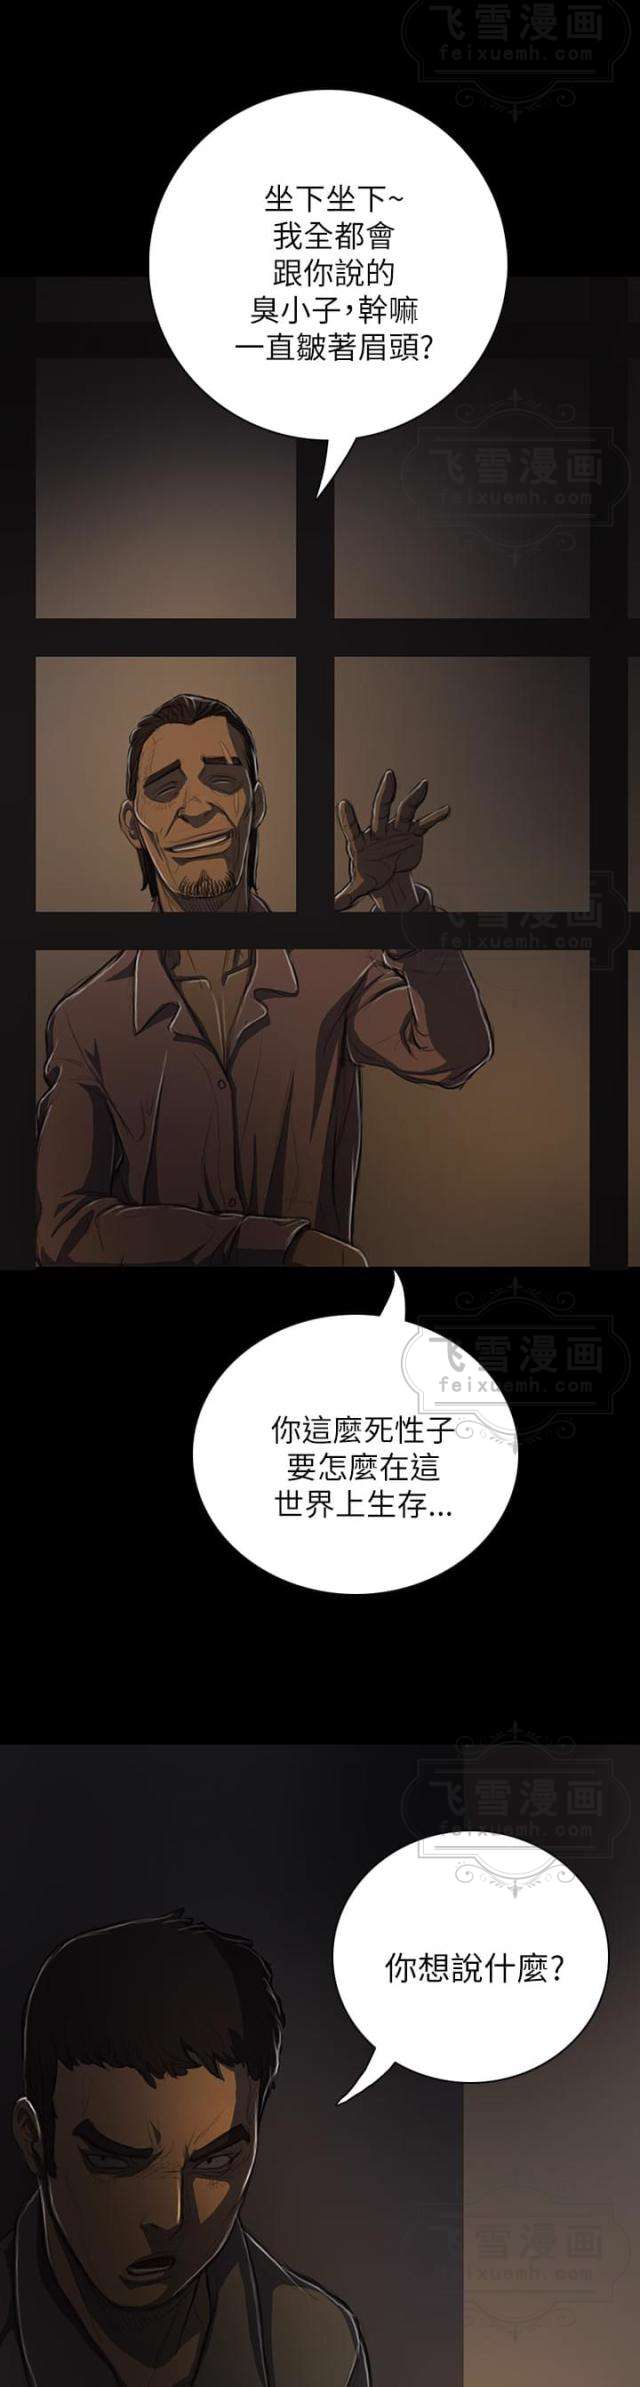 飞雪漫画
feixuemh.com
坐下坐下~
我全都會
跟你說的
臭小子，幹嘛
一直皺著眉頭?
飞雪漫画
feixuemh.com
飞雪漫画
feixuemh.com
飞雪漫画
feixuemh.com
你這麼死性子
要怎麼在這
世界上生存...
飞雪漫画
feixuemh.com
你想說什麼?
飞雪漫画
feixuemh.com